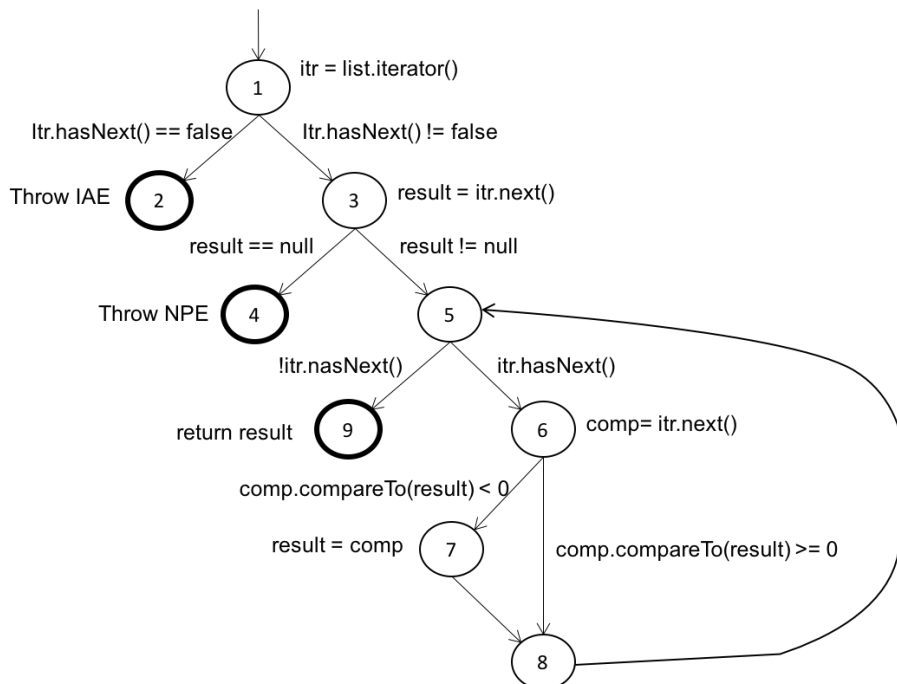 itr = list.iterator()
1
Itr.hasNext() == false
Itr.hasNext() != false
Throw IAE
2
3
result = itr.next()
result == null
result != null
Throw NPE
4
5
!itr.nasNext()
itr.hasNext()
return result
9
6
comp= itr.next()
comp.compareTo(result) < 0
result = comp
7
comp.compareTo(result) >= 0
8